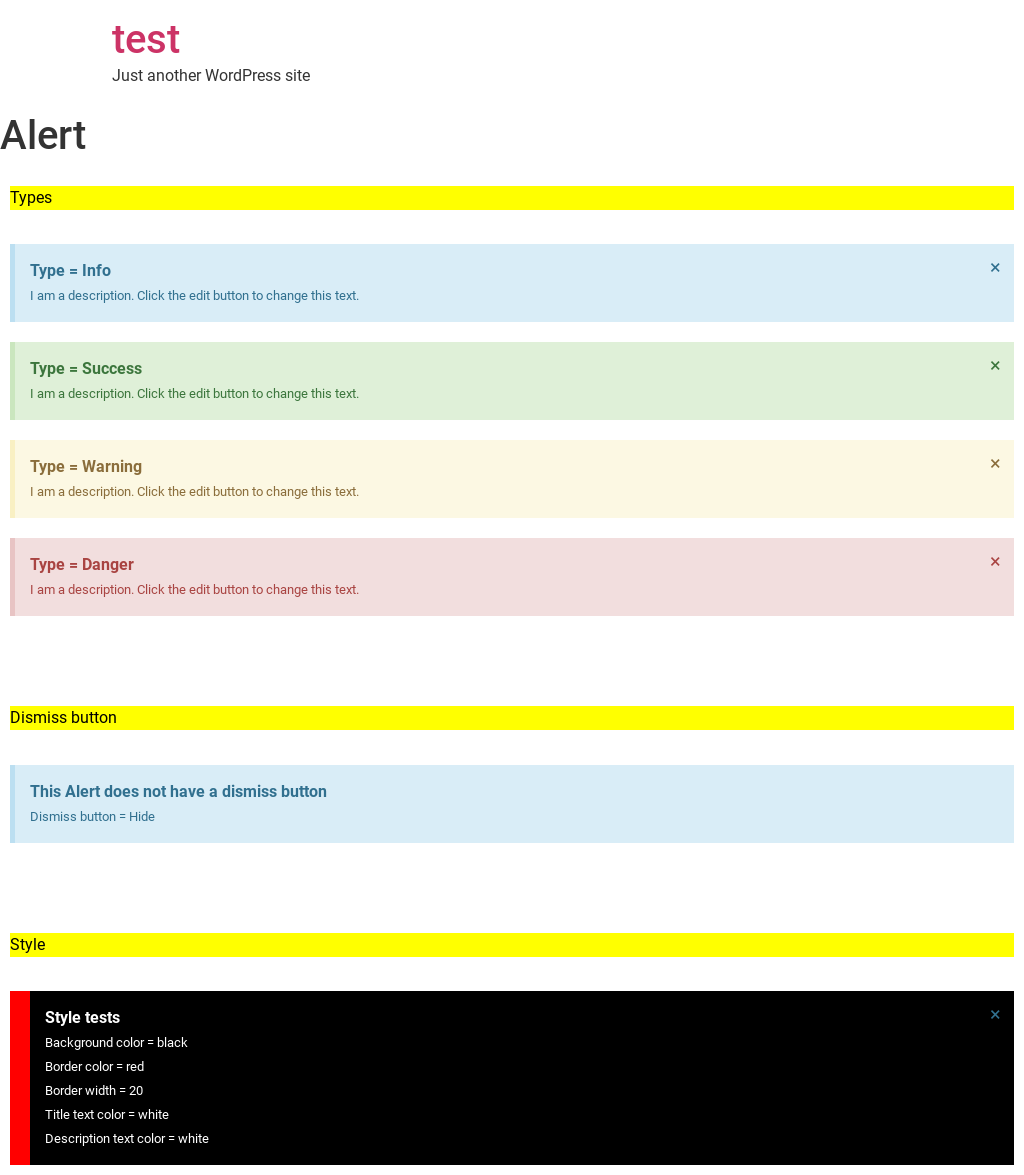 test
Just another WordPress site
Alert
Types
Type = Info
×
I am a description. Click the edit button to change this text.
Type = Success
×
I am a description. Click the edit button to change this text.
Type = Warning
×
I am a description. Click the edit button to change this text.
Type = Danger
×
I am a description. Click the edit button to change this text.
Dismiss button
This Alert does not have a dismiss button
Dismiss button = Hide
Style
Style tests
×
Background color = black
Border color = red
Border width = 20
Title text color = white
Description text color = white